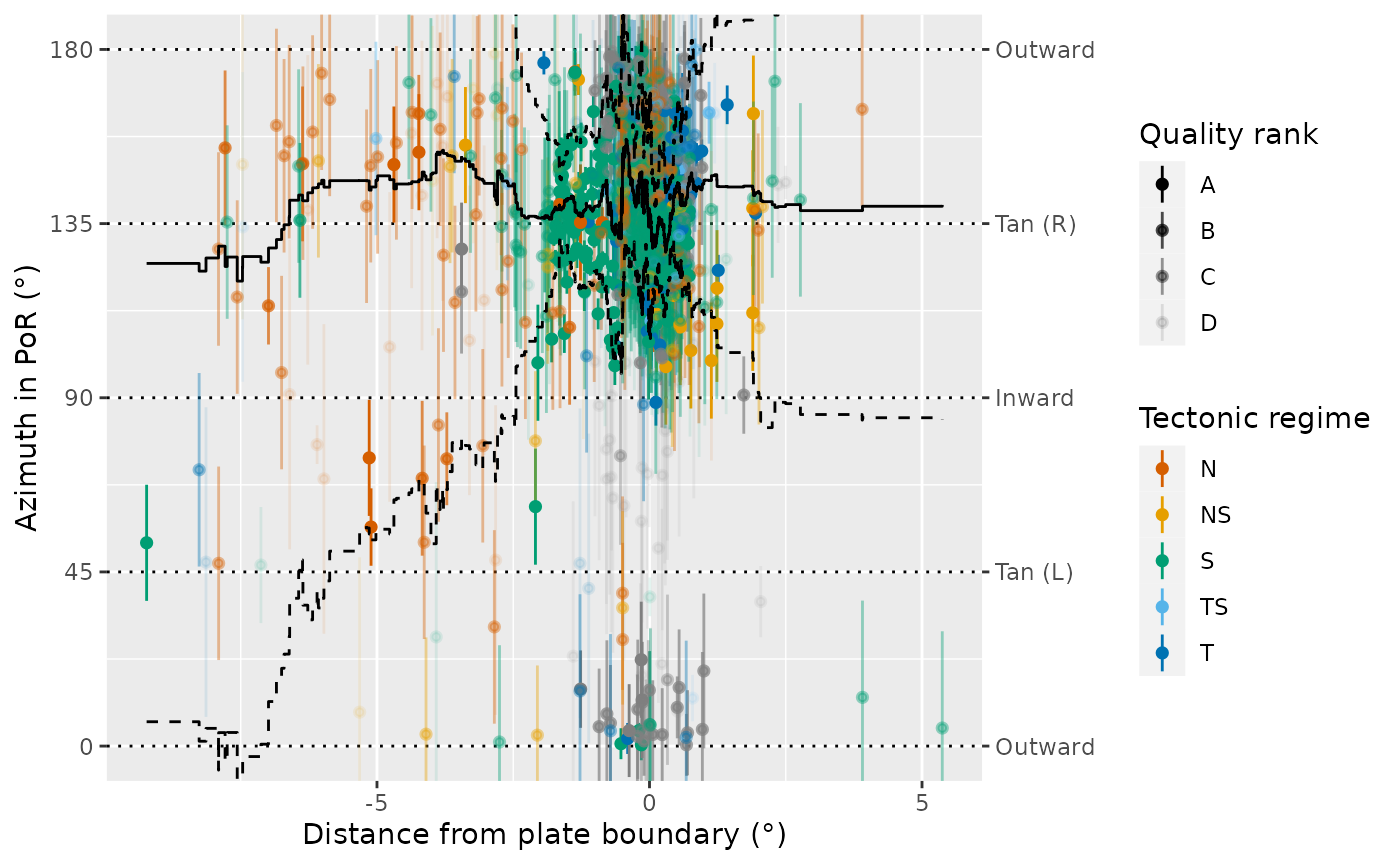 180
135
90
45
0
Azimuth in PoR (°)
-5
0
5
Distance from plate boundary (°)
Outward
Tan (R)
Inward
Tan (L)
Outward
Quality rank
A
B
C
D
Tectonic regime
N
NS
S
TS
T